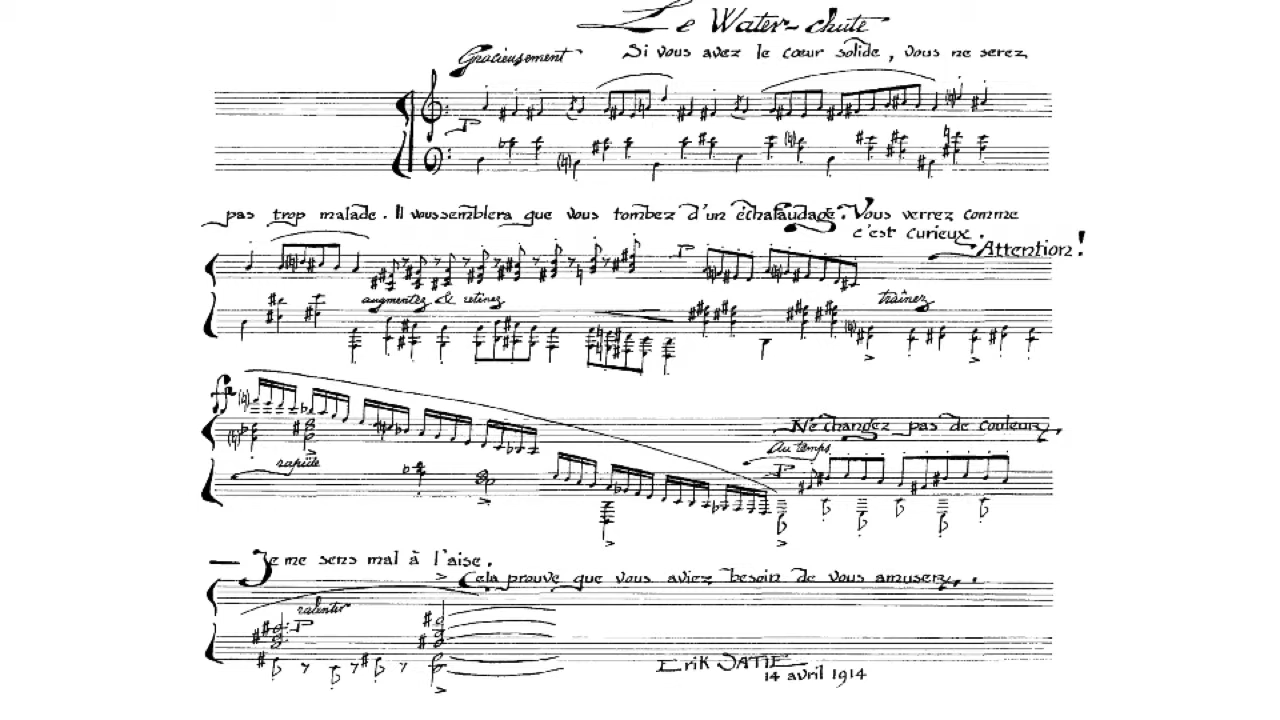 Le Water-chute
Gracieusement
Si vous avez le cœur solide, vous ne serez
P
pas trop malade. Il vous semblera que vous tombez d'un échafaudage. Vous verrez comme
c'est curieux.
Attention!
P
augmentez & retenez
traînez
ff
rapide
Ne changez pas de couleur.
Au temps
P
— Je me sens mal à l'aise.
Cela prouve que vous aviez besoin de vous amuser.
ralentir
P
Erik SATIE
14 avril 1914